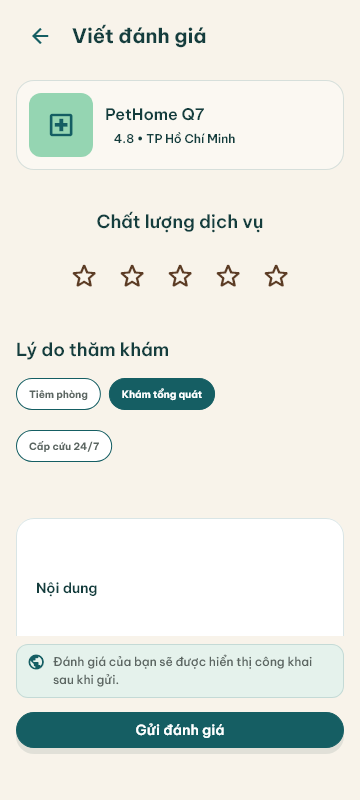 Viết đánh giá
PetHome Q7
4.8 • TP Hồ Chí Minh
Chất lượng dịch vụ
Lý do thăm khám
Tiêm phòng
Khám tổng quát
Cấp cứu 24/7
Nội dung
Đánh giá của bạn sẽ được hiển thị công khai
sau khi gửi.
Gửi đánh giá